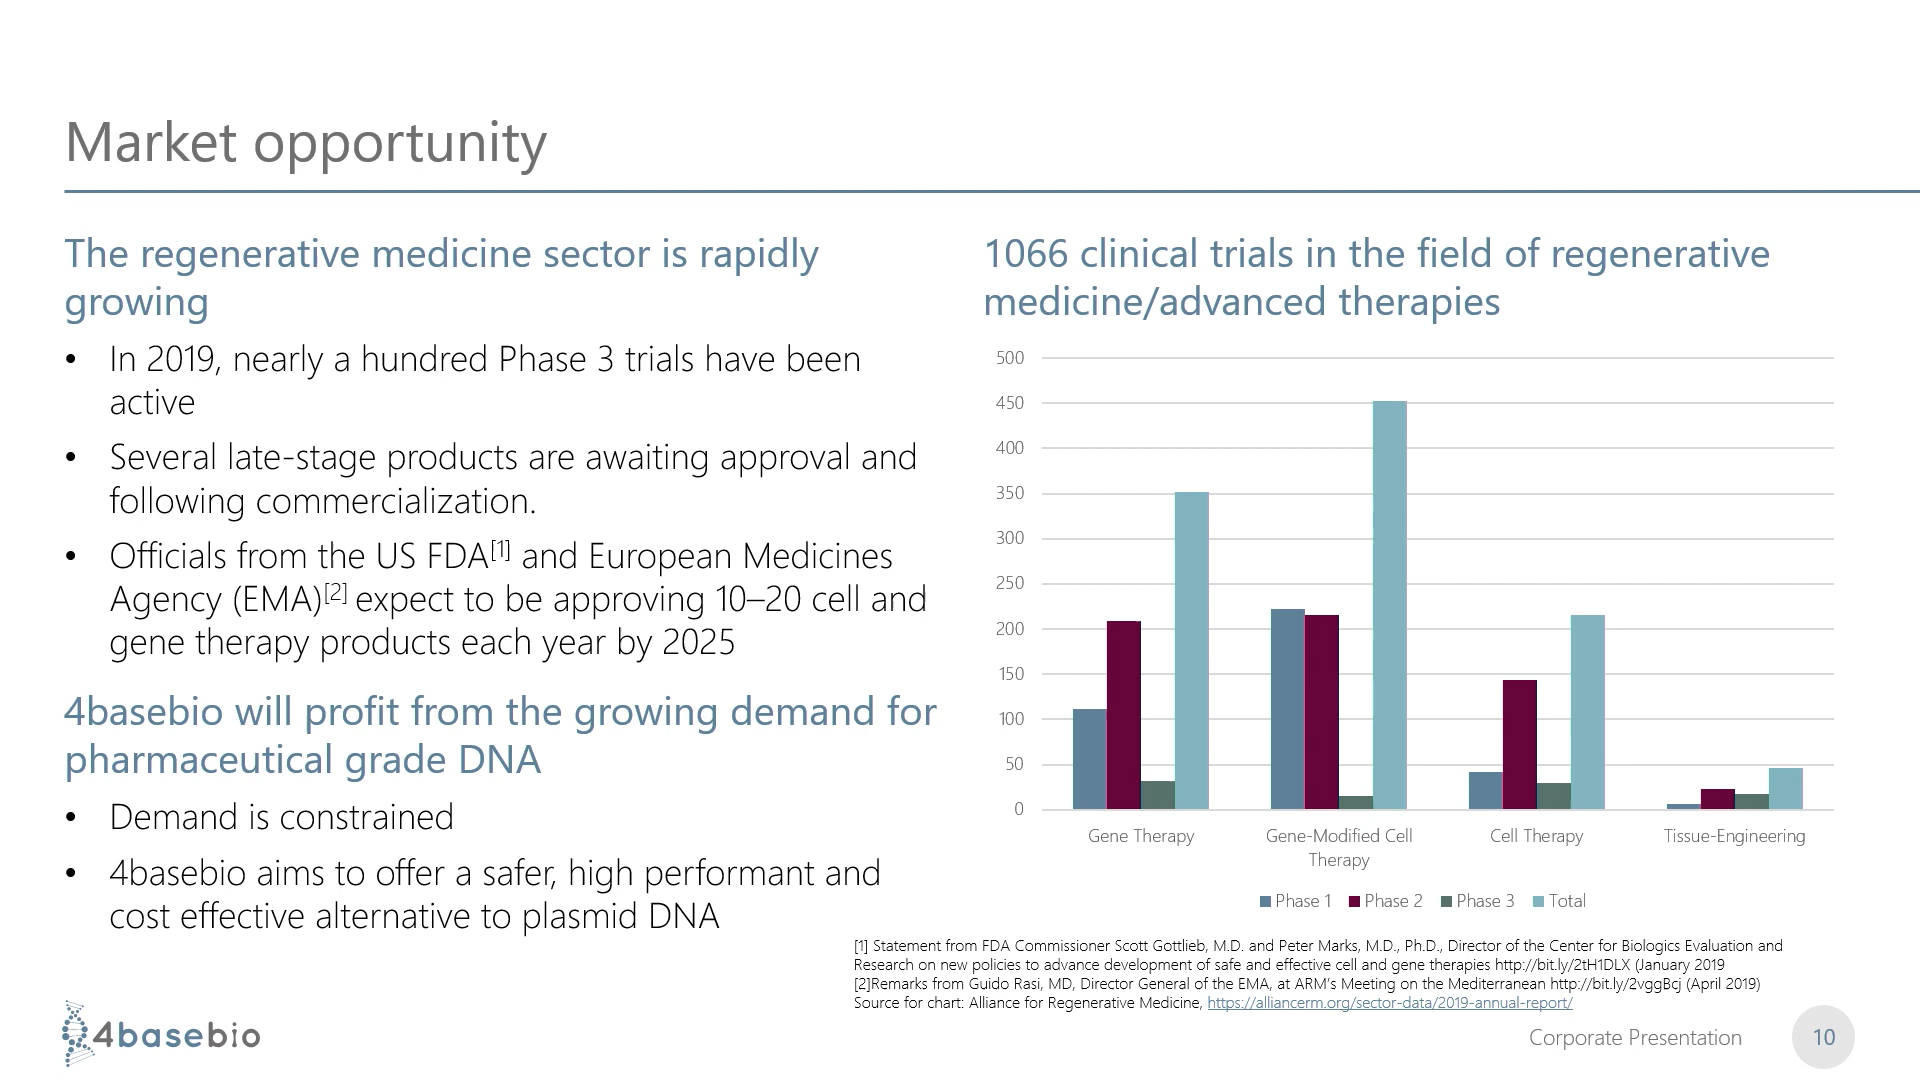 Market opportunity
The regenerative medicine sector is rapidly
growing
• In 2019, nearly a hundred Phase 3 trials have been
active
• Several late-stage products are awaiting approval and
following commercialization.
• Officials from the US FDA[1] and European Medicines
Agency (EMA)[2] expect to be approving 10–20 cell and
gene therapy products each year by 2025
4basebio will profit from the growing demand for
pharmaceutical grade DNA
• Demand is constrained
• 4basebio aims to offer a safer, high performant and
cost effective alternative to plasmid DNA
1066 clinical trials in the field of regenerative
medicine/advanced therapies
500
450
400
350
300
250
200
150
100
50
0
Gene Therapy
Gene-Modified Cell
Therapy
Cell Therapy
Tissue-Engineering
Phase 1 Phase 2 Phase 3 Total
[1] Statement from FDA Commissioner Scott Gottlieb, M.D. and Peter Marks, M.D., Ph.D., Director of the Center for Biologics Evaluation and
Research on new policies to advance development of safe and effective cell and gene therapies http://bit.ly/2tH1DLX (January 2019
[2]Remarks from Guido Rasi, MD, Director General of the EMA, at ARM's Meeting on the Mediterranean http://bit.ly/2vggBcj (April 2019)
Source for chart: Alliance for Regenerative Medicine, https://alliancerm.org/sector-data/2019-annual-report/
4basebio
Corporate Presentation
10